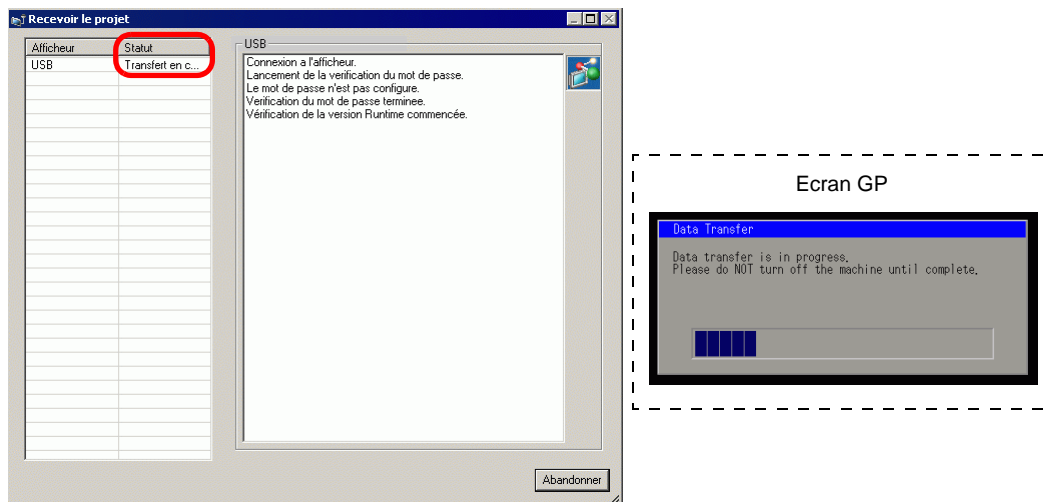 Recevoir le projet
Afficheur Statut
USB Transfert en c...
USB
Connexion a l'afficheur.
Lancement de la verification du mot de passe.
Le mot de passe n'est pas configure.
Verification du mot de passe terminee.
Vérification de la version Runtime commencée.
Abandonner
Ecran GP
Data Transfer
Data transfer is in progress.
Please do NOT turn off the machine until complete.